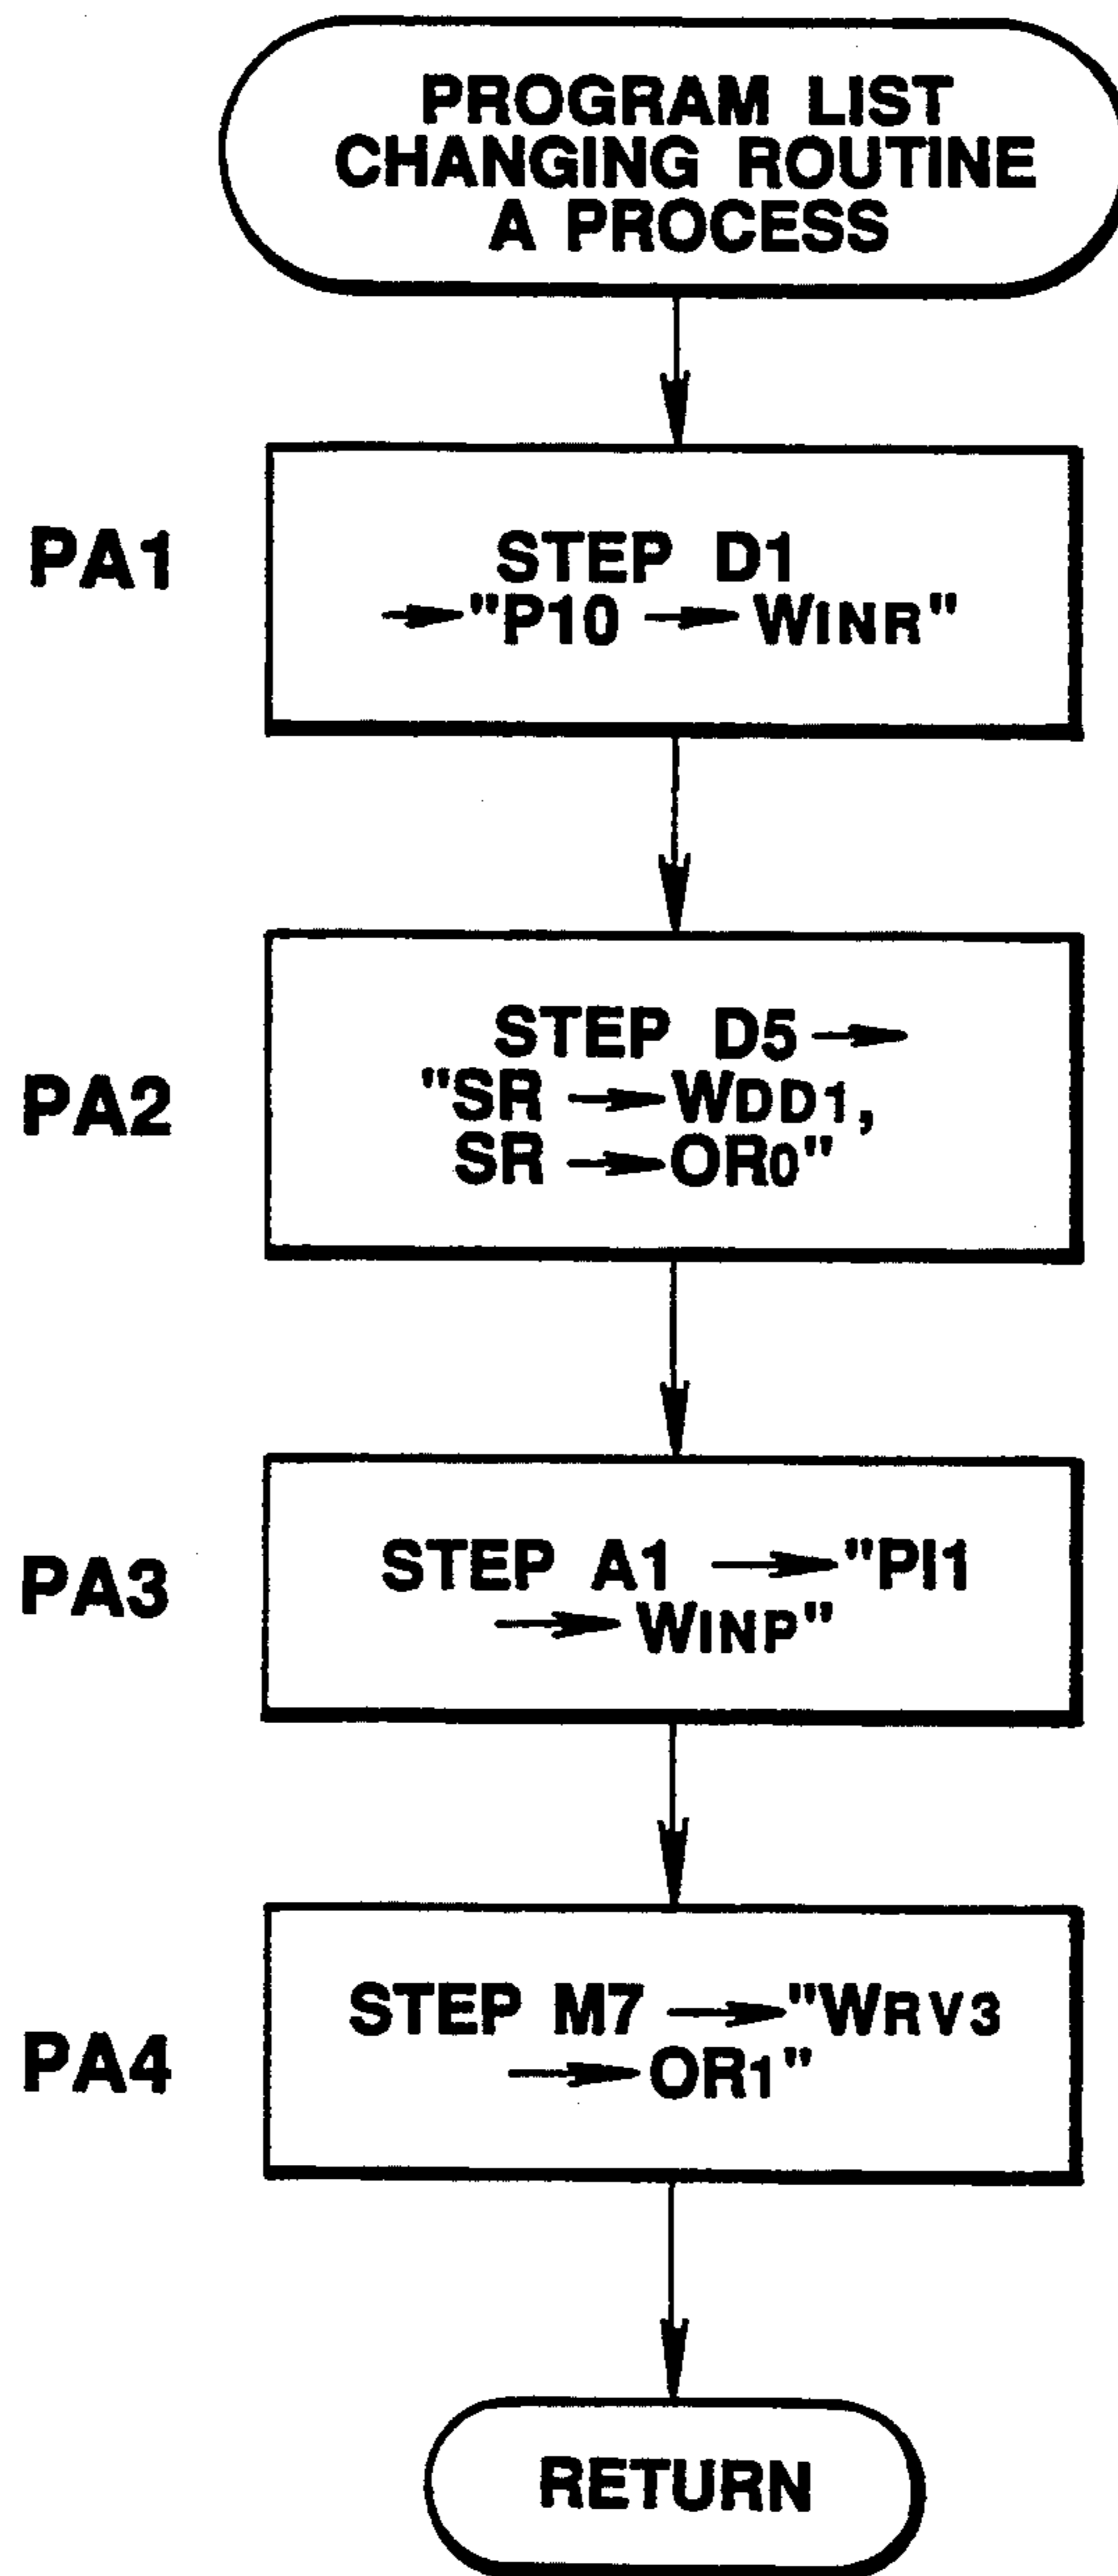 PROGRAM LIST
CHANGING ROUTINE
A PROCESS
PA1
STEP D1
→"P10 → WINR"
PA2
STEP D5 →
"SR → WDD1,
SR → OR0"
PA3
STEP A1 → "PI1
→ WINP"
PA4
STEP M7 → "WRV3
→ OR1"
RETURN